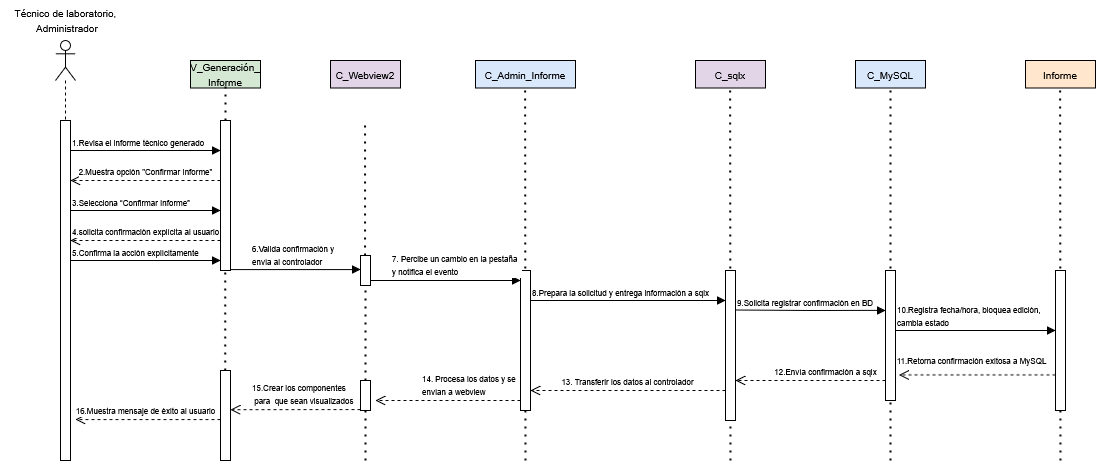 Técnico de laboratorio,
Administrador
V_Generación_
Informe
C_Webview2
C_Admin_Informe
C_sqlx
C_MySQL
Informe
1.Revisa el informe técnico generado
2.Muestra opción "Confirmar Informe"
3.Selecciona "Confirmar Informe"
4.solicita confirmación explicita al usuario
5.Confirma la acción explícitamente
6.Valida confirmación y
envía al controlador
7. Percibe un cambio en la pestaña
y notifica el evento
8.Prepara la solicitud y entrega información a sqlx
9.Solicita registrar confirmación en BD
10.Registra fecha/hora, bloquea edición,
cambia estado
11.Retorna confirmación exitosa a MySQL
12.Envía confirmación a sqlx
13. Transferir los datos al controlador
14. Procesa los datos y se
envían a webview
15.Crear los componentes
para que sean visualizados
16.Muestra mensaje de éxito al usuario